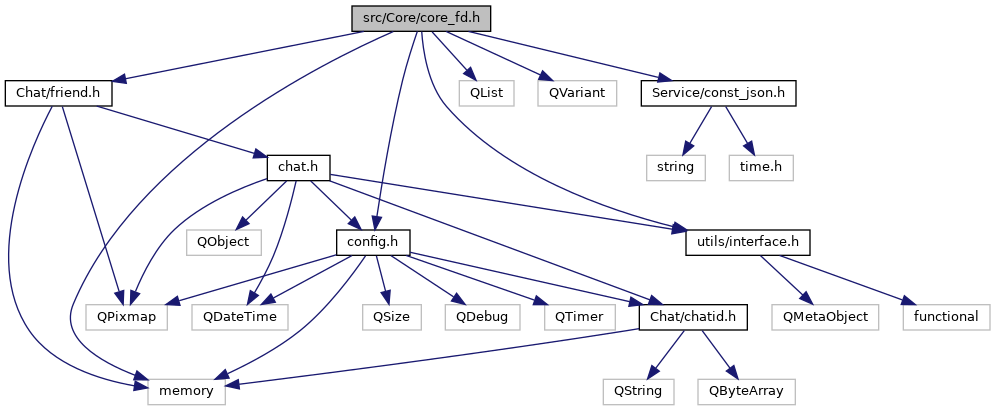 src/Core/core_fd.h
Chat/friend.h
QList
QVariant
Service/const_json.h
chat.h
string
time.h
QObject
config.h
utils/interface.h
QPixmap
QDateTime
QSize
QDebug
QTimer
Chat/chatid.h
QMetaObject
functional
memory
QString
QByteArray